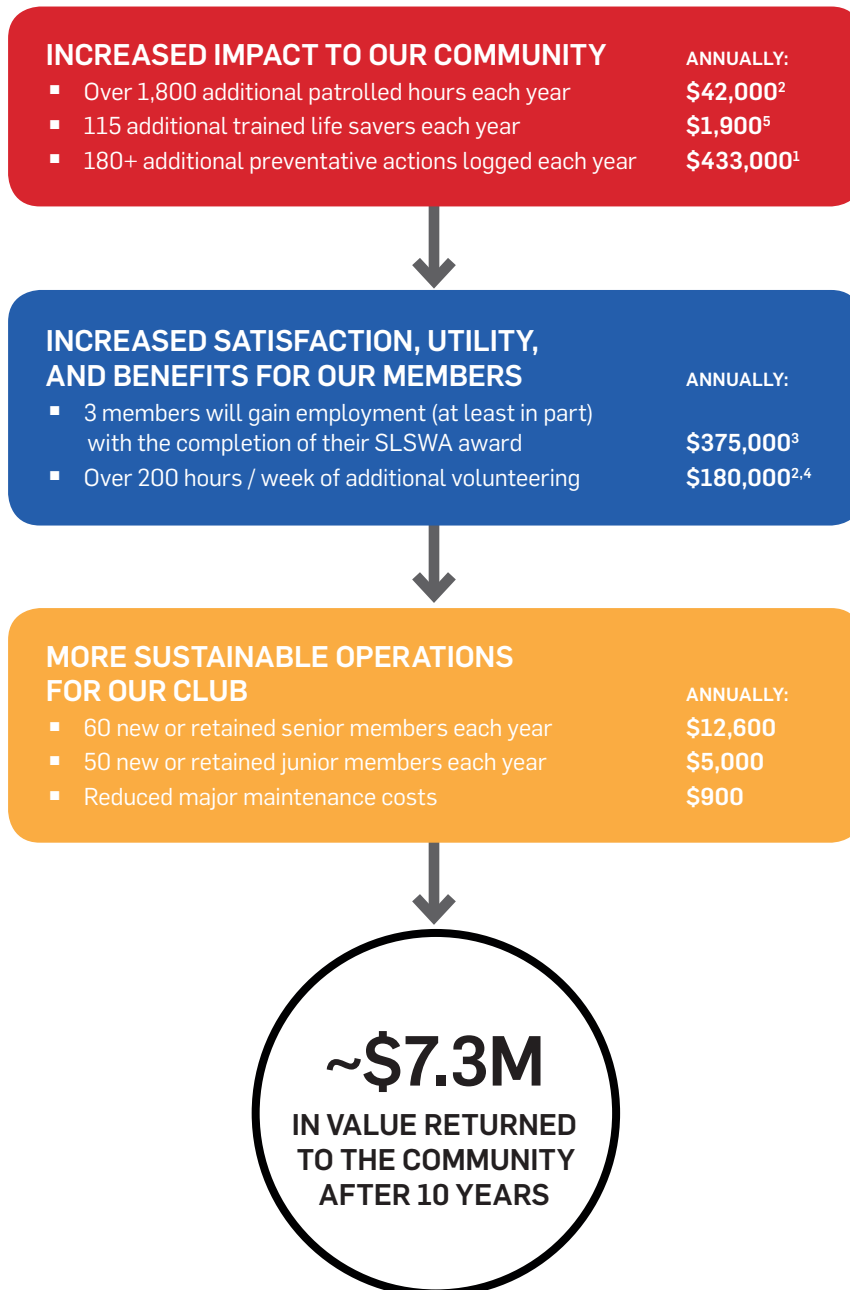 INCREASED IMPACT TO OUR COMMUNITY ANNUALLY:
▪ Over 1,800 additional patrolled hours each year $42,000²
▪ 115 additional trained life savers each year $1,900⁵
▪ 180+ additional preventative actions logged each year $433,000¹
INCREASED SATISFACTION, UTILITY,
AND BENEFITS FOR OUR MEMBERS ANNUALLY:
▪ 3 members will gain employment (at least in part)
with the completion of their SLSWA award $375,000³
▪ Over 200 hours / week of additional volunteering $180,000²,⁴
MORE SUSTAINABLE OPERATIONS
FOR OUR CLUB ANNUALLY:
▪ 60 new or retained senior members each year $12,600
▪ 50 new or retained junior members each year $5,000
▪ Reduced major maintenance costs $900
~$7.3M
IN VALUE RETURNED
TO THE COMMUNITY
AFTER 10 YEARS